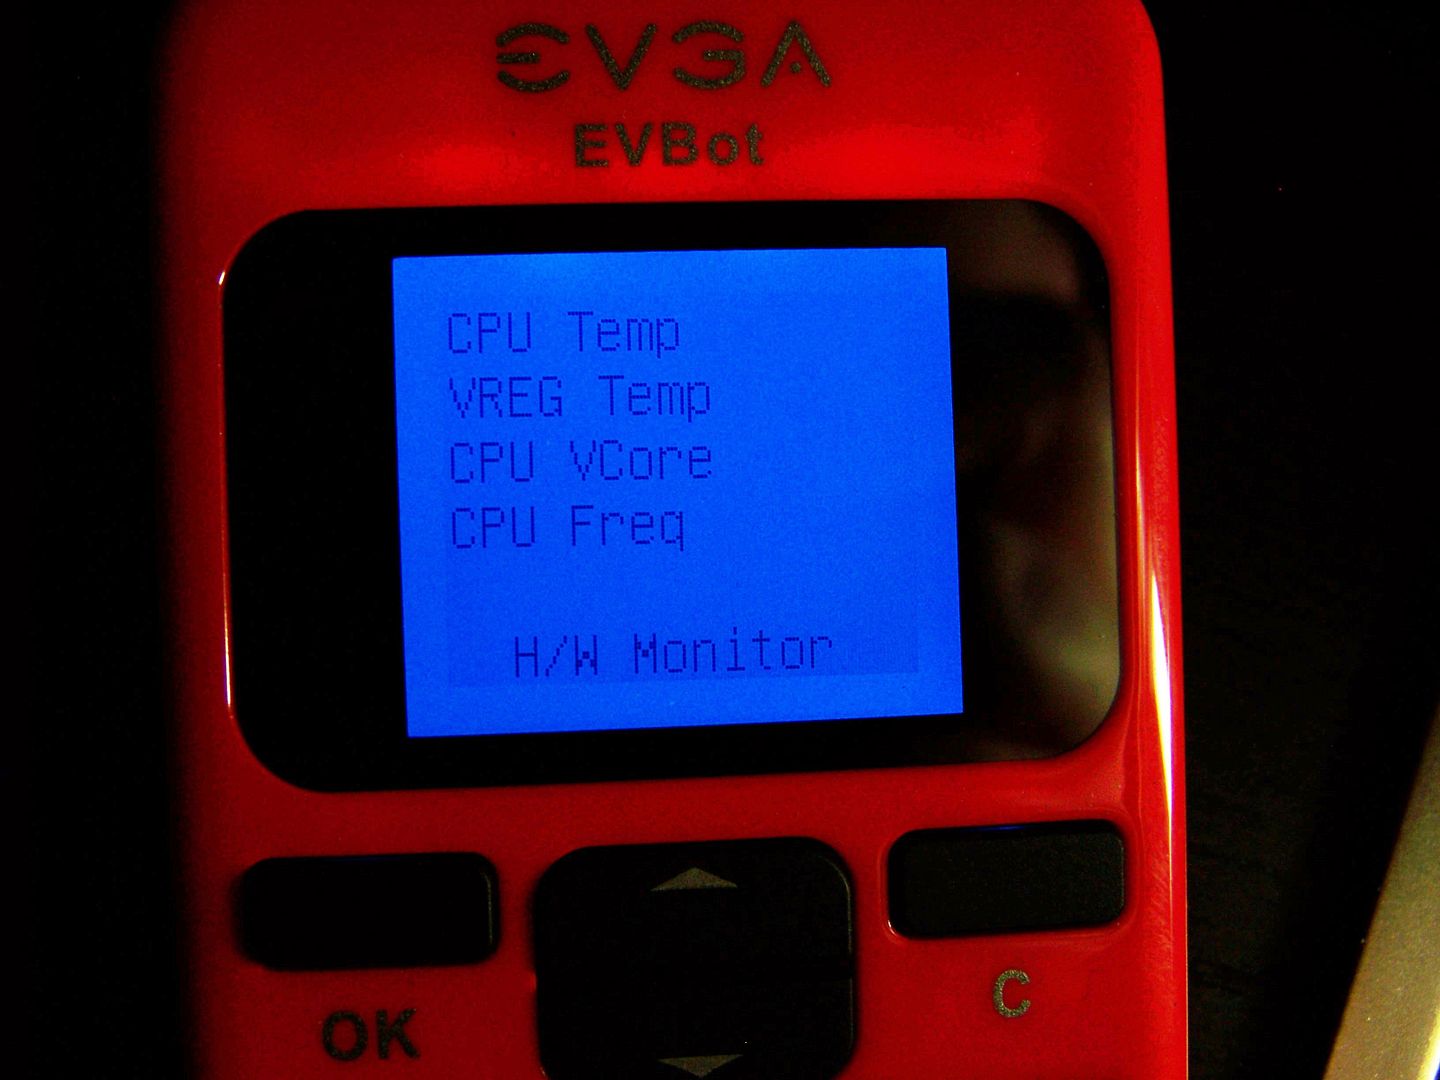 EVGA
EVBot
CPU Temp
VREG Temp
CPU VCore
CPU Freq
H/W Monitor
OK
C